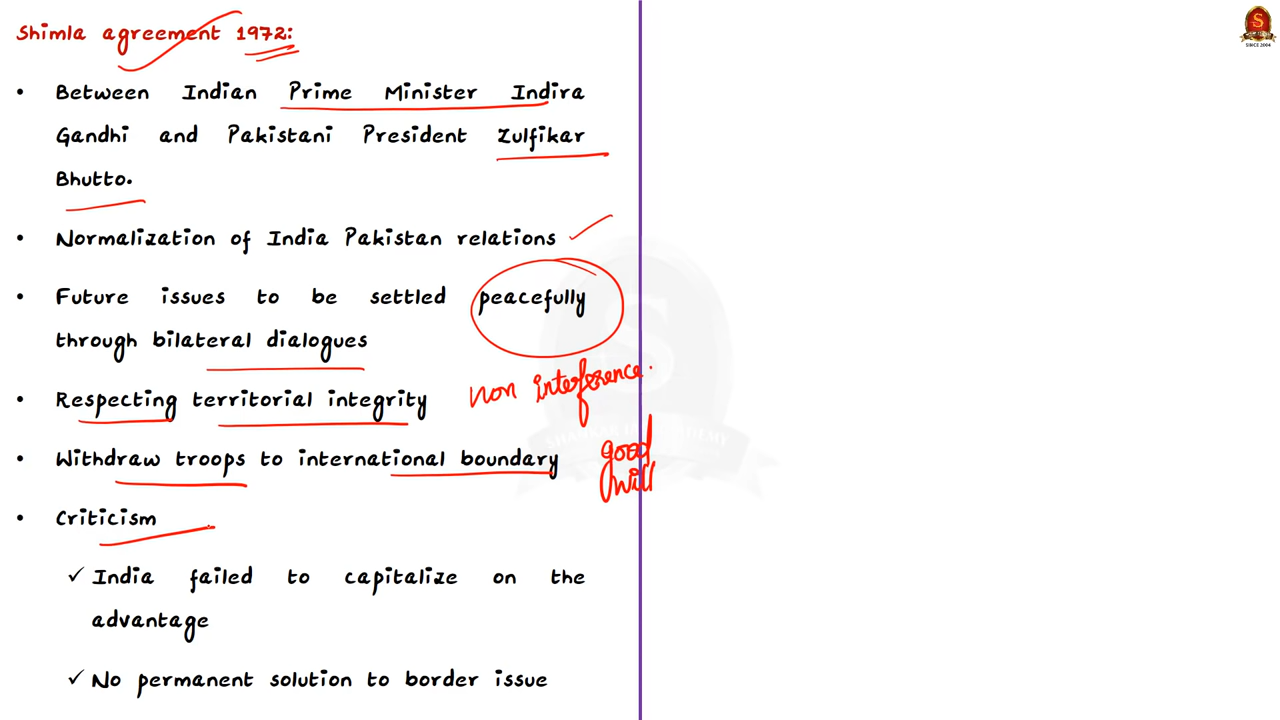 Shimla agreement 1972:
• Between Indian Prime Minister Indira
Gandhi and Pakistani President Zulfikar
Bhutto.
• Normalization of India Pakistan relations
• Future issues to be settled peacefully
through bilateral dialogues
• Respecting territorial integrity
non interference.
• Withdraw troops to international boundary
good
will
• Criticism
✓ India failed to capitalize on the
advantage
✓ No permanent solution to border issue
S
SINCE 2004